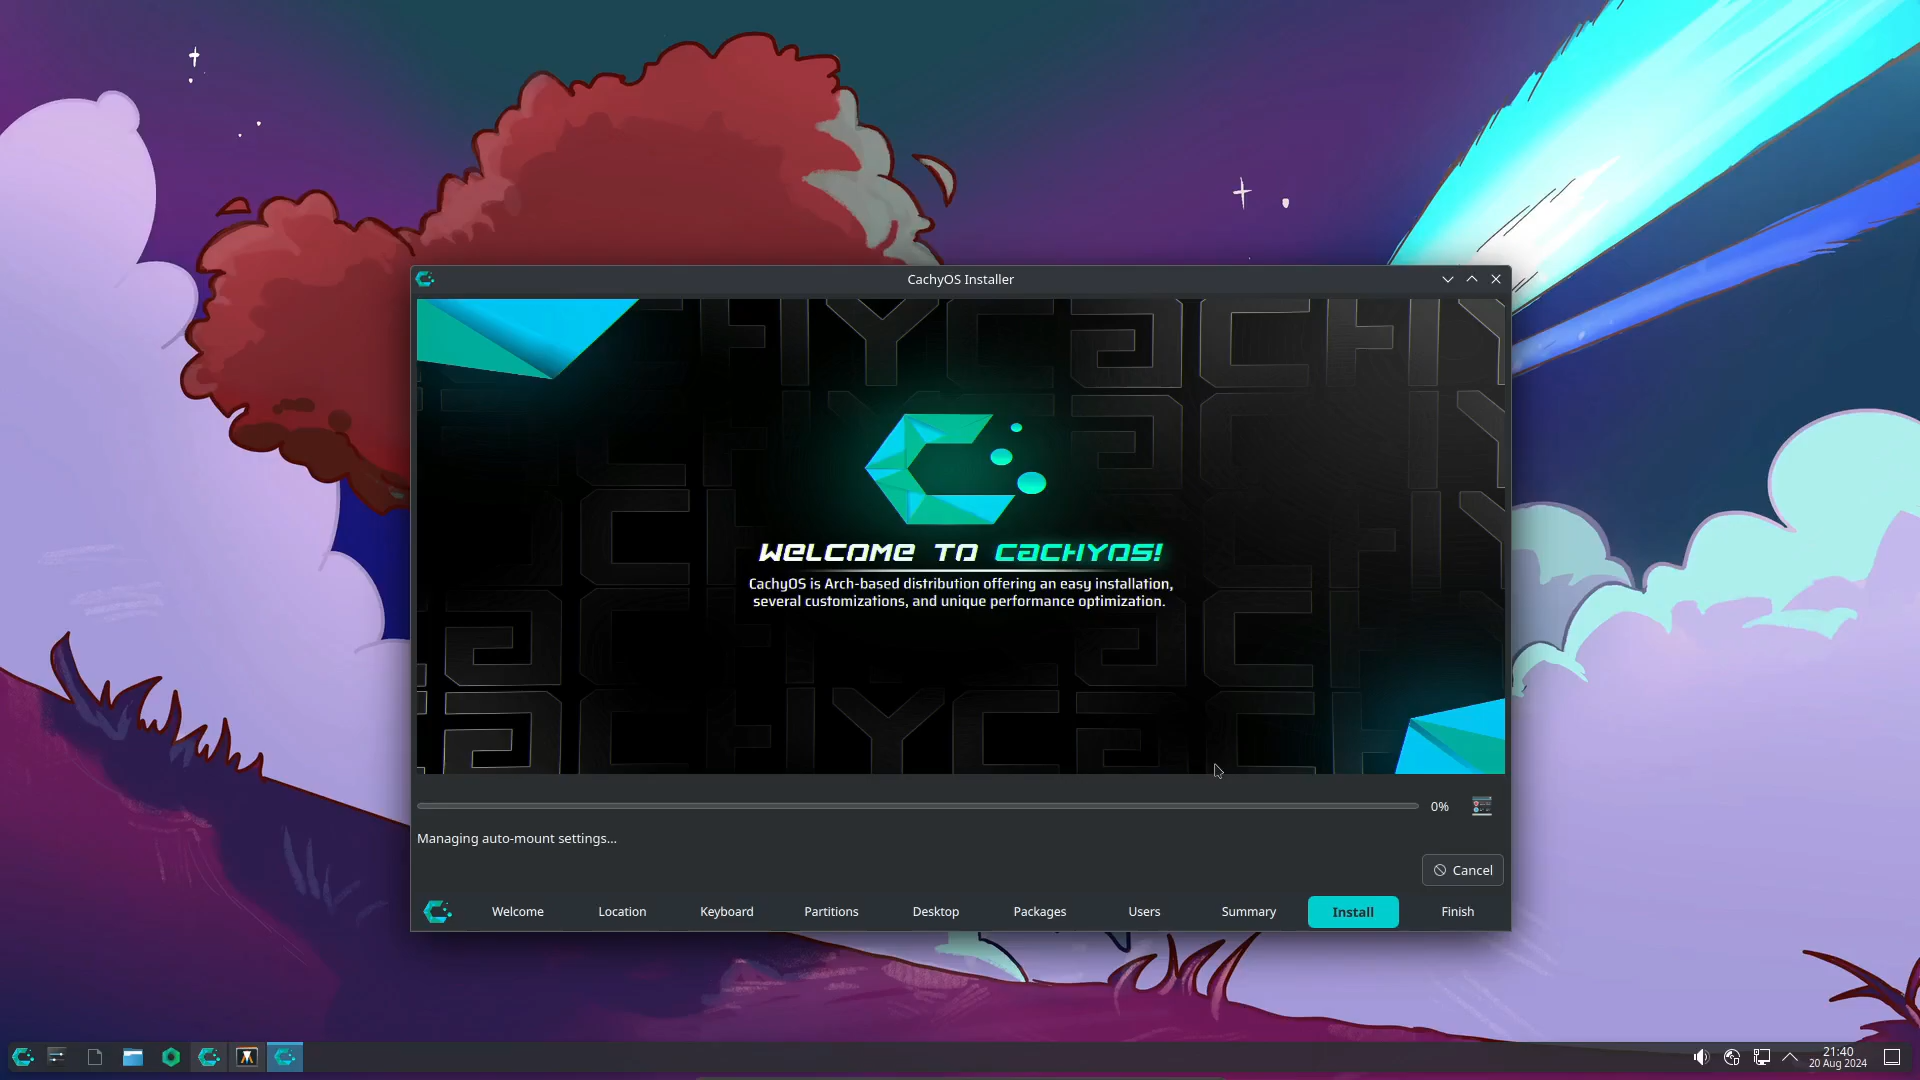 CachyOS Installer
WELCOME TO CACHYOS!
CachyOS is Arch-based distribution offering an easy installation,
several customizations, and unique performance optimization.
0%
Managing auto-mount settings...
Cancel
Welcome
Location
Keyboard
Partitions
Desktop
Packages
Users
Summary
Install
Finish
21:40
20 Aug 2024